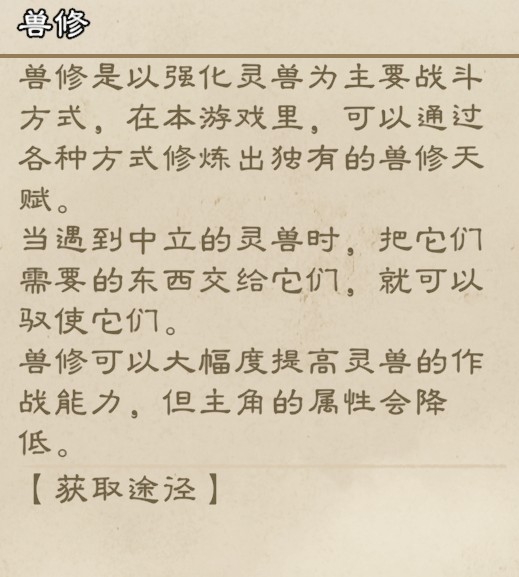 兽修
兽修是以强化灵兽为主要战斗
方式，在本游戏里，可以通过
各种方式修炼出独有的兽修天
赋。
当遇到中立的灵兽时，把它们
需要的东西交给它们，就可以
驭使它们。
兽修可以大幅度提高灵兽的作
战能力，但主角的属性会降
低。
【获取途径】